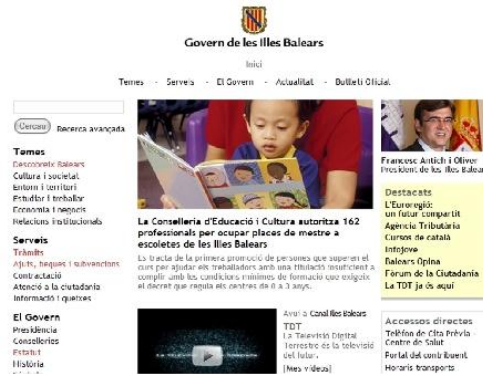 Govern de les Illes Balears
Inici
Temes - Serveis - El Govern - Actualitat - Butlletí Oficial
Cercau
Recerca avançada
Temes
Descobreix Balears
Cultura i societat
Entorn i territori
Estudiar i treballar
Economia i negocis
Relacions institucionals
Serveis
Tràmits
Ajuts, beques i subvencions
Contractació
Atenció a la ciutadania
Informació i queixes
El Govern
Presidència
Conselleries
Estatut
Història
La Conselleria d'Educació i Cultura autoritza 162
professionals per ocupar places de mestre a
escoletes de les Illes Balears
Es tracta de la primera promoció de persones que superen el
curs per ajudar els treballadors amb una titulació insuficient a
complir amb les condicions mínimes de formació que exigeix
el decret que regula els centres de 0 a 3 anys.
Avui a Canal Illes Balears
TDT
La Televisió Digital
Terrestre és la televisió
del futur.
[Més vídeos]
Francesc Antich i Oliver
President de les Illes Balear
Destacats
L'Euroregió:
un futur compartit
Agència Tributària
Cursos de català
Infojove
Balears Opina
Fòrum de la Ciutadania
La TDT ja és aquí
Accessos directes
Telèfon de Cita Prèvia -
Centre de Salut
Portal del contribuent
Horaris transports